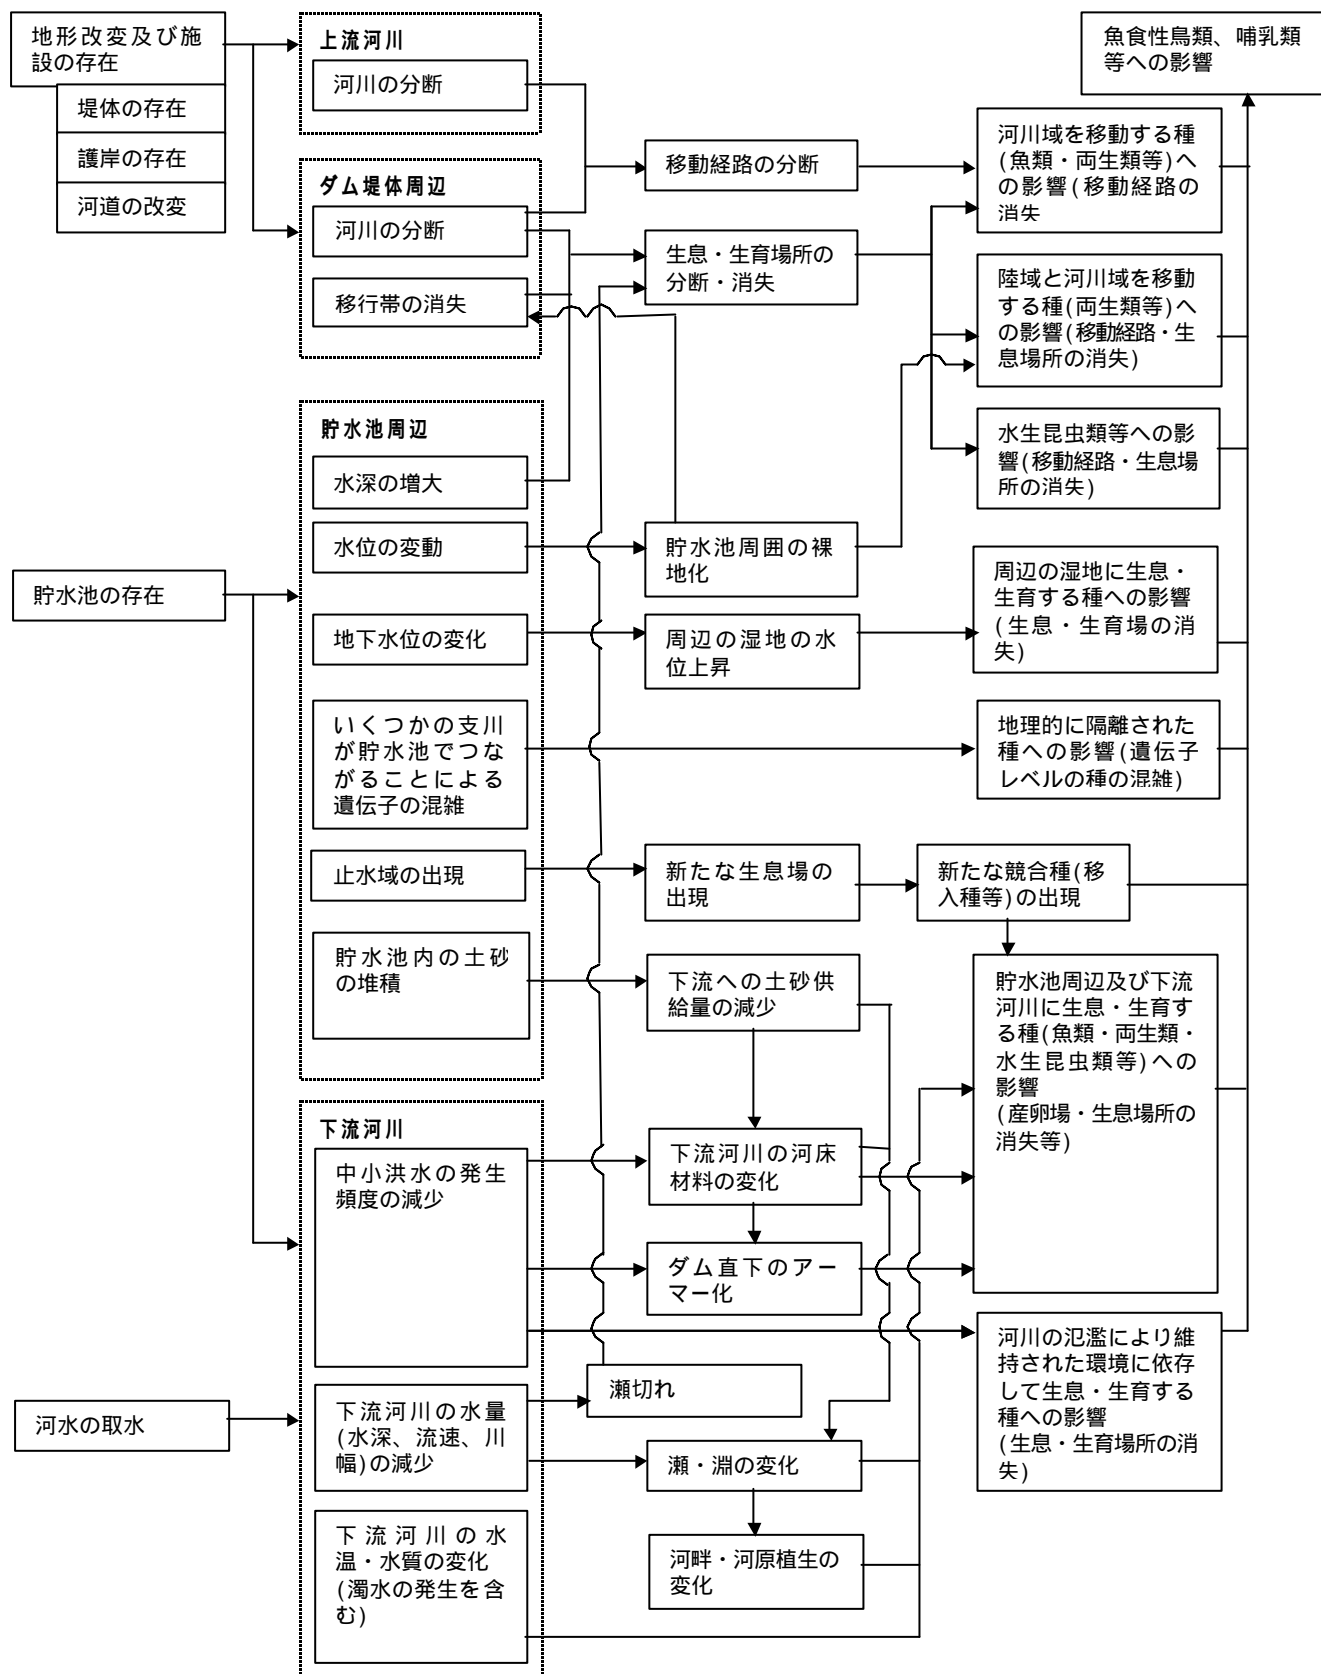 地形改変及び施
設の存在
堤体の存在
護岸の存在
河道の改変
貯水池の存在
河水の取水
上流河川
河川の分断
ダム堤体周辺
河川の分断
移行帯の消失
貯水池周辺
水深の増大
水位の変動
地下水位の変化
いくつかの支川
が貯水池でつな
がることによる
遺伝子の混雑
止水域の出現
貯水池内の土砂
の堆積
下流河川
中小洪水の発生
頻度の減少
下流河川の水量
(水深、流速、川
幅)の減少
下流河川の水
温・水質の変化
(濁水の発生を含
む)
移動経路の分断
生息・生育場所の
分断・消失
貯水池周囲の裸
地化
周辺の湿地の水
位上昇
新たな生息場の
出現
下流への土砂供
給量の減少
下流河川の河床
材料の変化
ダム直下のアー
マー化
瀬切れ
瀬・淵の変化
河畔・河原植生の
変化
魚食性鳥類、哺乳類
等への影響
河川域を移動する種
(魚類・両生類等)へ
の影響(移動経路の
消失
陸域と河川域を移動
する種(両生類等)へ
の影響(移動経路・生
息場所の消失)
水生昆虫類等への影
響(移動経路・生息場
所の消失)
周辺の湿地に生息・
生育する種への影響
(生息・生育場の消
失)
地理的に隔離された
種への影響(遺伝子
レベルの種の混雑)
新たな競合種(移
入種等)の出現
貯水池周辺及び下流
河川に生息・生育す
る種(魚類・両生類・
水生昆虫類等)への
影響
(産卵場・生息場所の
消失等)
河川の氾濫により維
持された環境に依存
して生息・生育する
種への影響
(生息・生育場所の消
失)